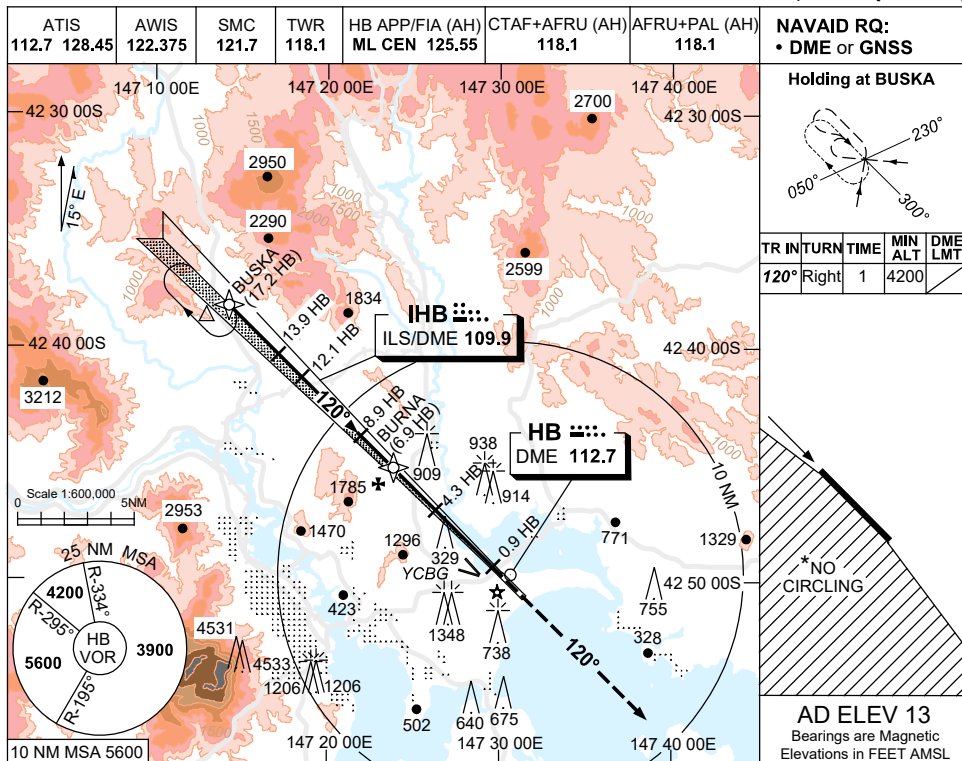 ATIS
112.7 128.45
AWIS
122.375
SMC
121.7
TWR
118.1
HB APP/FIA (AH)
ML CEN 125.55
CTAF+AFRU (AH)
118.1
AFRU+PAL (AH)
118.1
NAVAID RQ:
• DME or GNSS
147 10 00E
147 20 00E
147 30 00E
147 40 00E
42 30 00S
42 30 00S
15° E
1000
1500
2950
2000
2290
1500
1000
2700
1000
2599
1000
1000
1834
BUSKA
(17.2 HB)
13.9 HB
12.1 HB
IHB
ILS/DME 109.9
42 40 00S
42 40 00S
3212
120°
8.9 HB
BURNA
(6.9 HB)
909
938
914
HB
DME 112.7
10 NM
1000
Scale 1:600,000
0
5NM
1785
4.3 HB
2953
1470
1296
329
0.9 HB
771
1329
YCBG
42 50 00S
25 NM MSA
4200
R-334°
R-295°
HB
VOR
3900
5600
R-195°
423
1348
738
755
328
4531
4533
1206
1206
120°
502
640
675
1500
10 NM MSA 5600
147 20 00E
147 30 00E
147 40 00E
Holding at BUSKA
230°
050°
300°
TR IN TURN TIME MIN ALT DME LMT
120° Right 1 4200
*NO
CIRCLING
AD ELEV 13
Bearings are Magnetic
Elevations in FEET AMSL